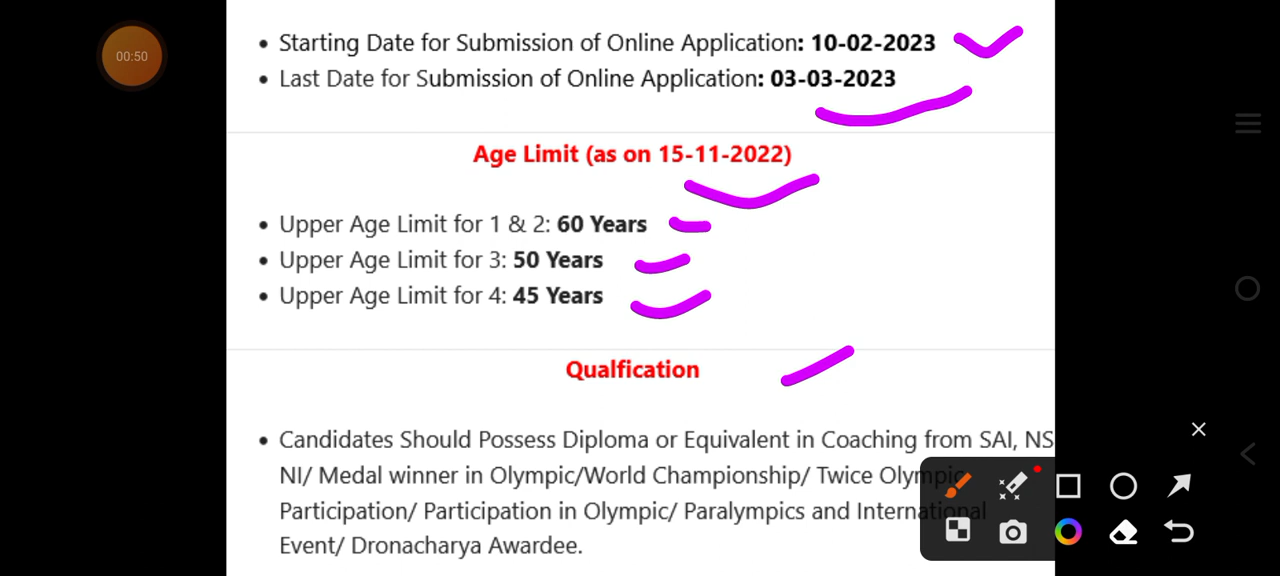 00:50
• Starting Date for Submission of Online Application: 10-02-2023
• Last Date for Submission of Online Application: 03-03-2023
Age Limit (as on 15-11-2022)
• Upper Age Limit for 1 & 2: 60 Years
• Upper Age Limit for 3: 50 Years
• Upper Age Limit for 4: 45 Years
Qualfication
• Candidates Should Possess Diploma or Equivalent in Coaching from SAI, NS
NI/ Medal winner in Olympic/World Championship/ Twice Olympic
Participation/ Participation in Olympic/ Paralympics and International
Event/ Dronacharya Awardee.